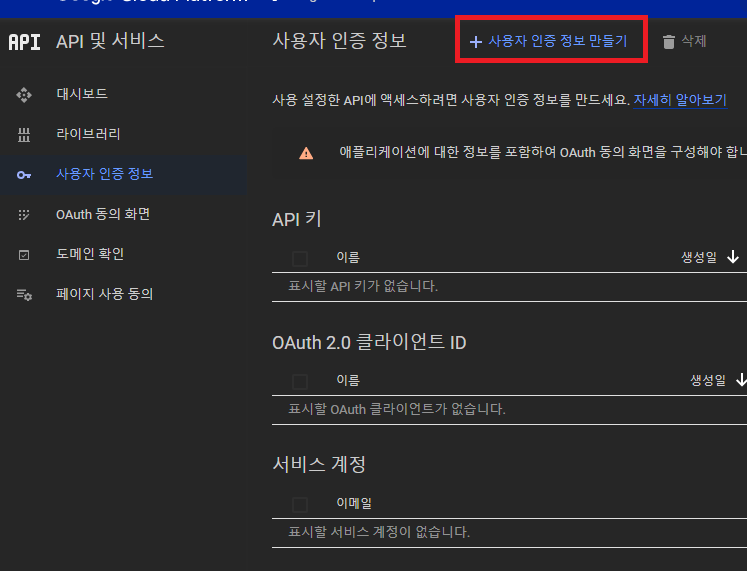 API API 및 서비스
사용자 인증 정보
+ 사용자 인증 정보 만들기
삭제
대시보드
라이브러리
사용자 인증 정보
OAuth 동의 화면
도메인 확인
페이지 사용 동의
사용 설정한 API에 액세스하려면 사용자 인증 정보를 만드세요. 자세히 알아보기
애플리케이션에 대한 정보를 포함하여 OAuth 동의 화면을 구성해야 합니
API 키
이름 생성일
표시할 API 키가 없습니다.
OAuth 2.0 클라이언트 ID
이름 생성일
표시할 OAuth 클라이언트가 없습니다.
서비스 계정
이메일
표시할 서비스 계정이 없습니다.